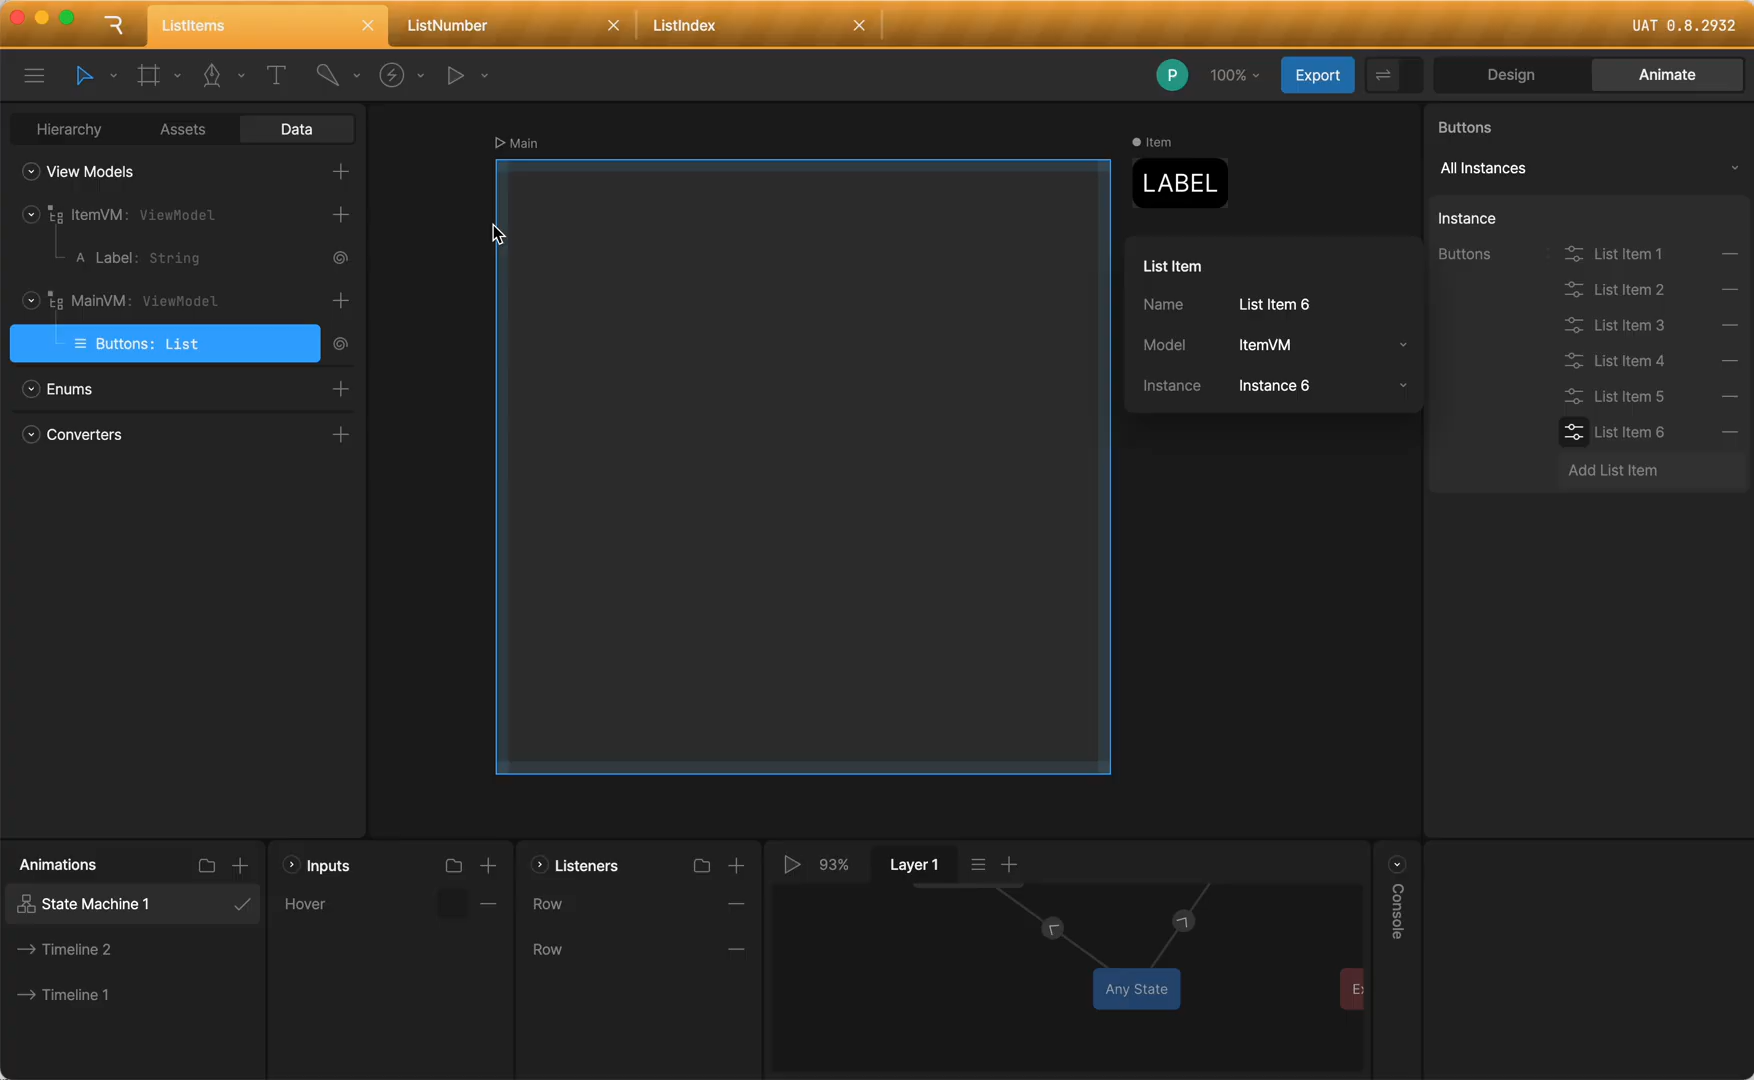 ListItems
ListNumber
ListIndex
UAT 0.8.2932
P
100%
Export
Design
Animate
Hierarchy
Assets
Data
View Models
ItemVM: ViewModel
A Label: String
MainVM: ViewModel
Buttons: List
Enums
Converters
Main
Item
LABEL
List Item
Name List Item 6
Model ItemVM
Instance Instance 6
Buttons
All Instances
Instance
Buttons
List Item 1
List Item 2
List Item 3
List Item 4
List Item 5
List Item 6
Add List Item
Animations
State Machine 1
Timeline 2
Timeline 1
Inputs
Hover
Listeners
Row
Row
93%
Layer 1
Any State
Ex
Console